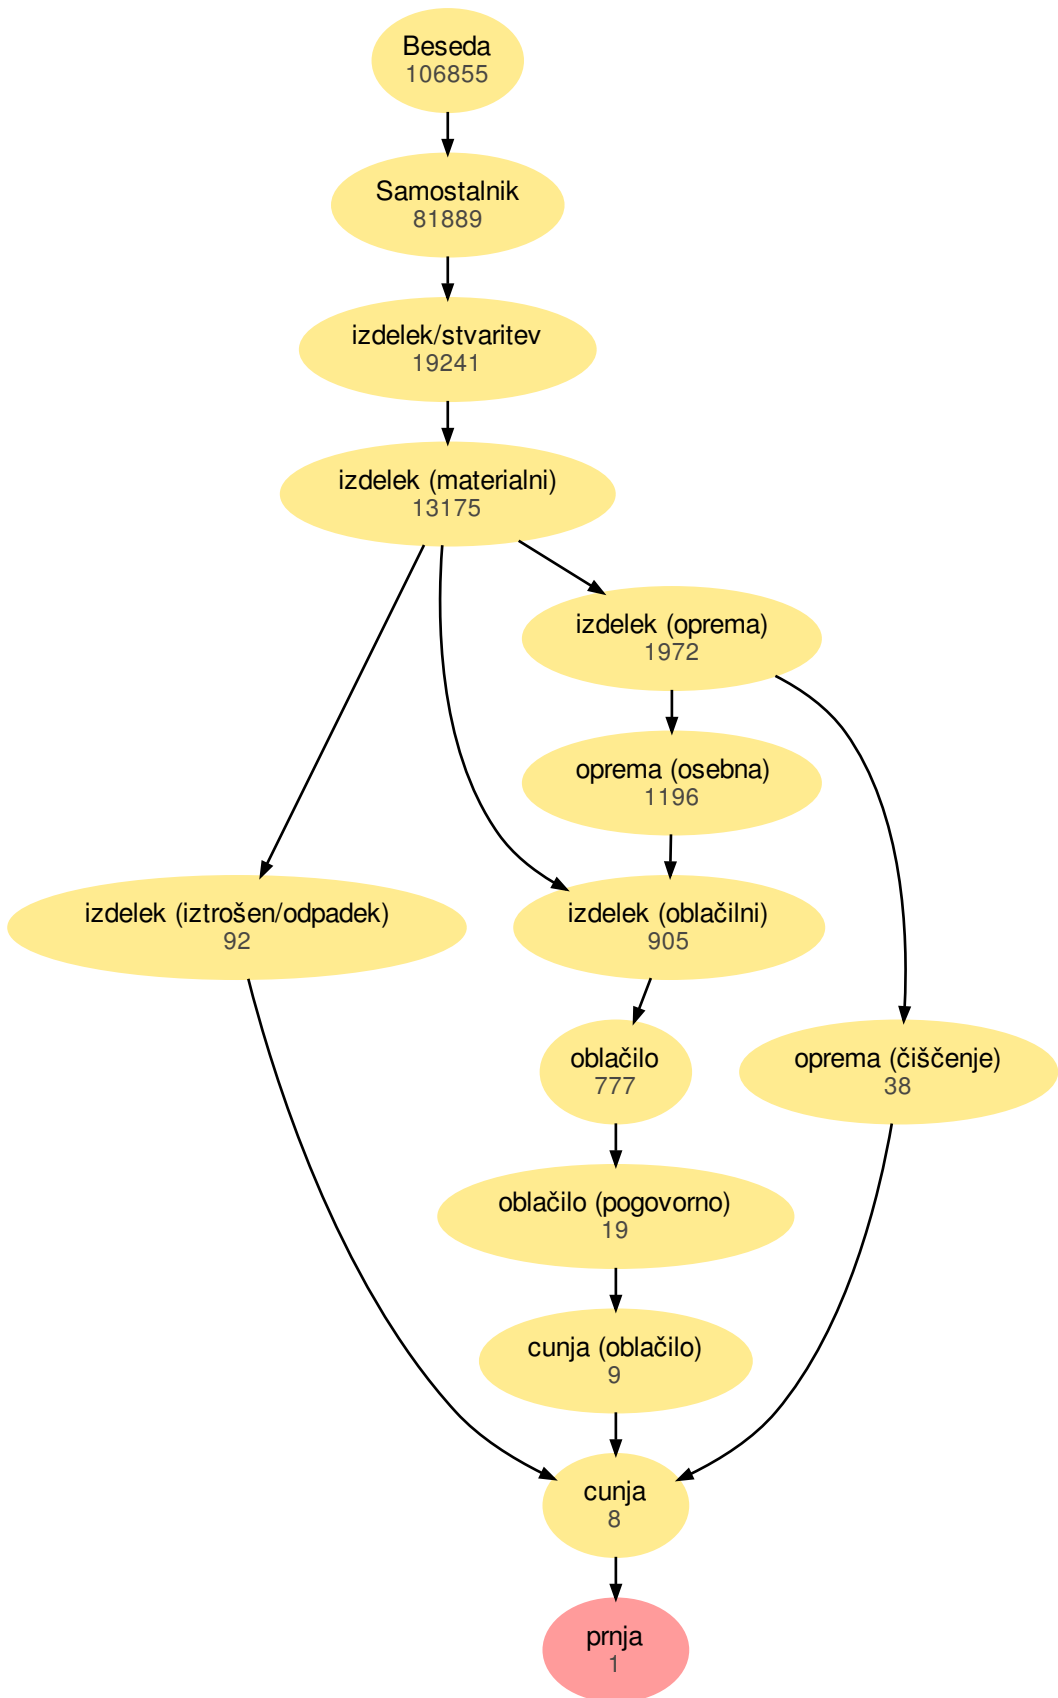 Beseda
106855
Samostalnik
81889
izdelek/stvaritev
19241
izdelek (materialni)
13175
izdelek (oprema)
1972
oprema (osebna)
1196
izdelek (iztrošen/odpadek)
92
izdelek (oblačilni)
905
oblačilo
777
oprema (čiščenje)
38
oblačilo (pogovorno)
19
cunja (oblačilo)
9
cunja
8
prnja
1